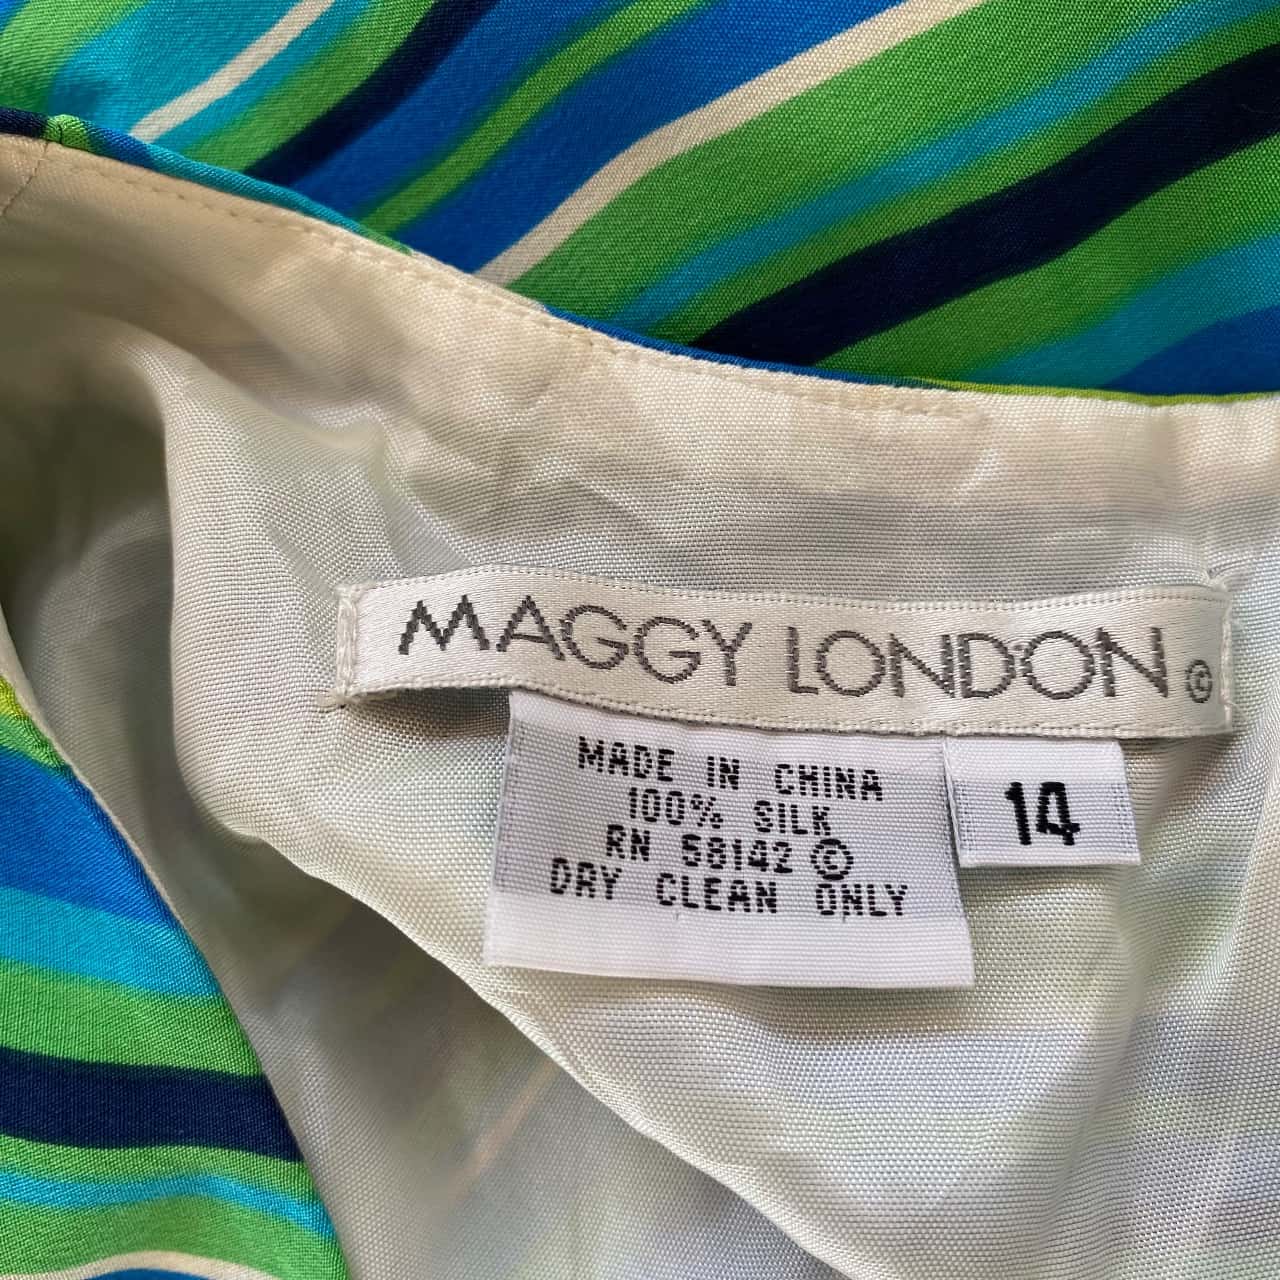 MAGGY LONDON ©
MADE IN CHINA
100% SILK
RN 58142 ©
DRY CLEAN ONLY
14